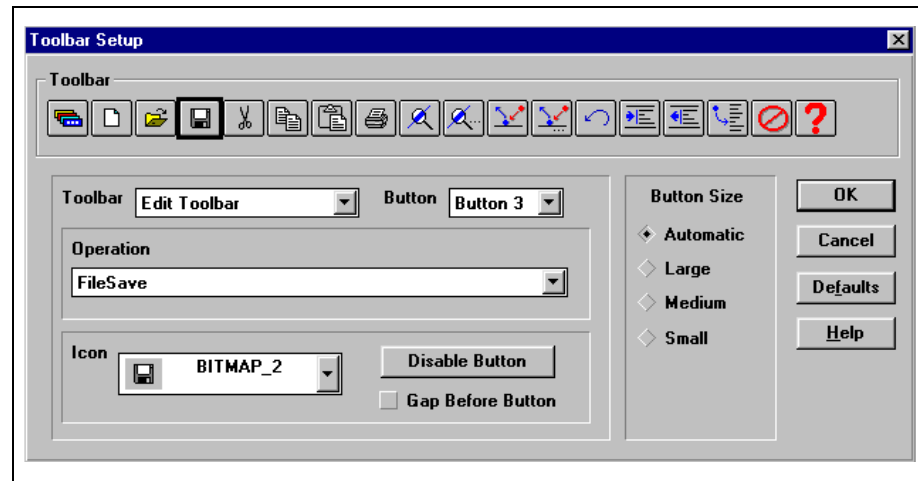 Toolbar Setup
Toolbar
Toolbar Edit Toolbar Button Button 3
Operation
FileSave
Icon BITMAP_2 Disable Button
Gap Before Button
Button Size
Automatic
Large
Medium
Small
OK
Cancel
Defaults
Help